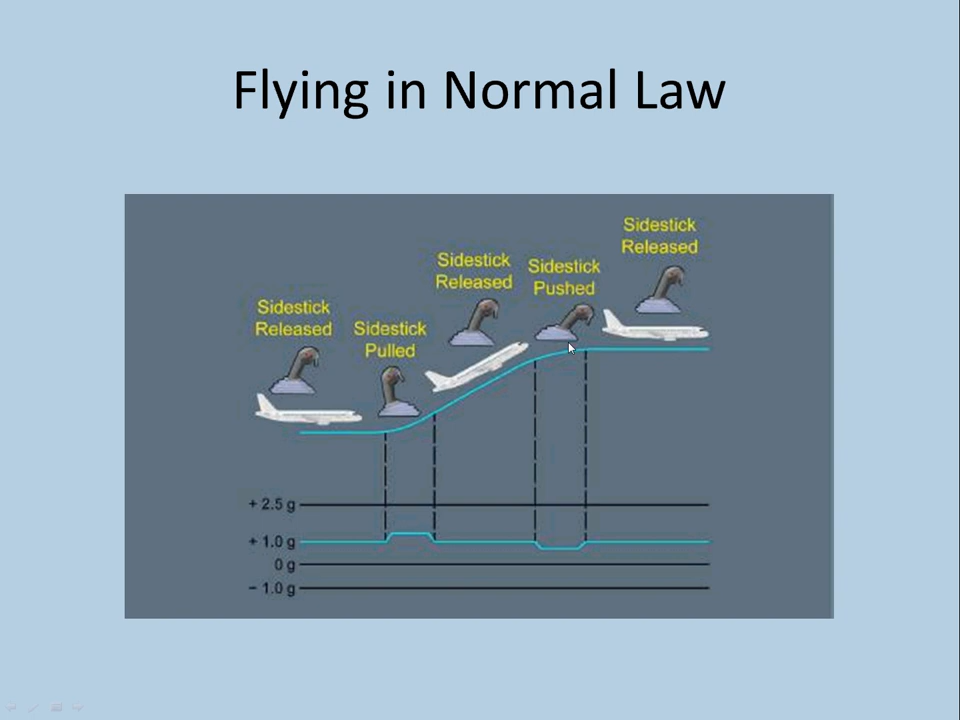 Flying in Normal Law
Sidestick
Released
Sidestick
Pulled
Sidestick
Released
Sidestick
Pushed
Sidestick
Released
+ 2.5 g
+ 1.0 g
0 g
− 1.0 g